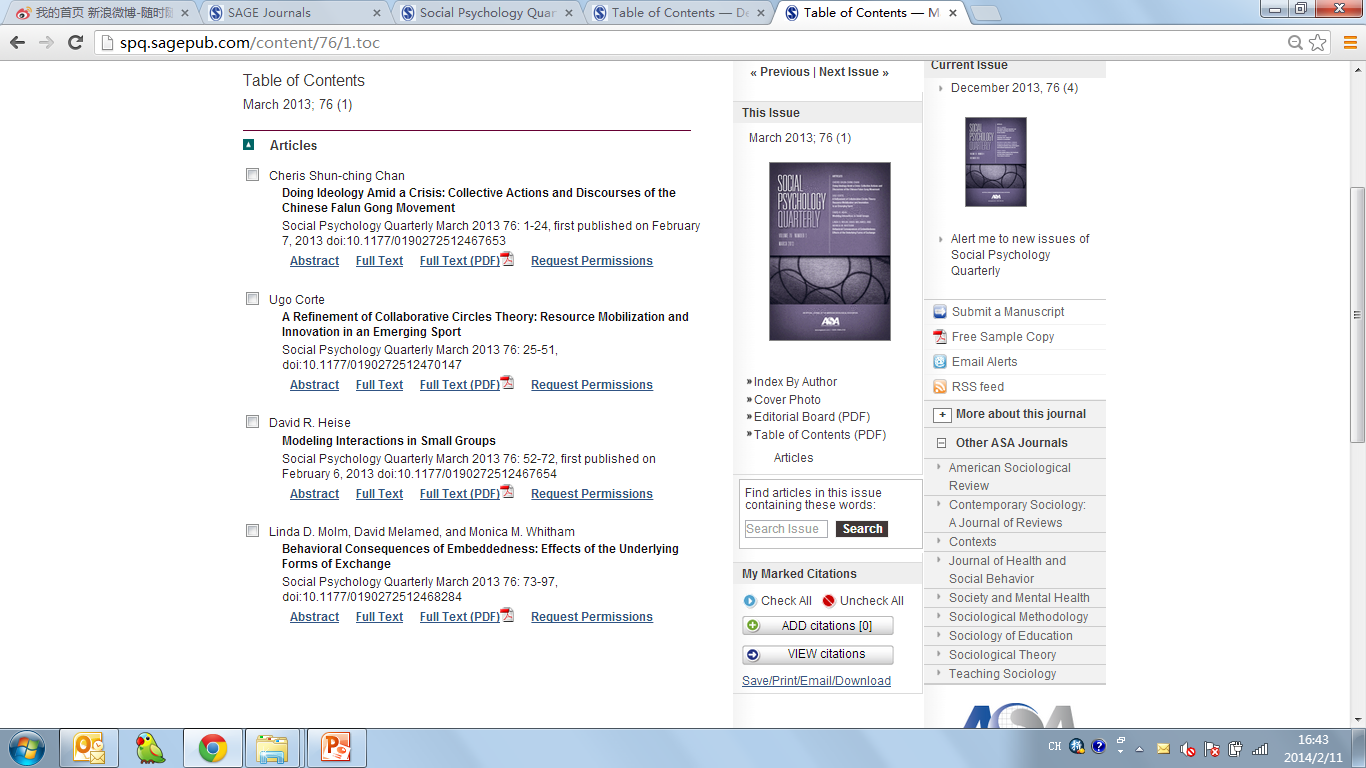 我的首页 新浪微博-随时随
SAGE Journals
Social Psychology Quar
Table of Contents — De
Table of Contents — M
spq.sagepub.com/content/76/1.toc
Table of Contents
March 2013; 76 (1)
Articles
Cheris Shun-ching Chan
Doing Ideology Amid a Crisis: Collective Actions and Discourses of the
Chinese Falun Gong Movement
Social Psychology Quarterly March 2013 76: 1-24, first published on February
7, 2013 doi:10.1177/0190272512467653
Abstract Full Text Full Text (PDF) Request Permissions
Ugo Corte
A Refinement of Collaborative Circles Theory: Resource Mobilization and
Innovation in an Emerging Sport
Social Psychology Quarterly March 2013 76: 25-51,
doi:10.1177/0190272512470147
Abstract Full Text Full Text (PDF) Request Permissions
David R. Heise
Modeling Interactions in Small Groups
Social Psychology Quarterly March 2013 76: 52-72, first published on
February 6, 2013 doi:10.1177/0190272512467654
Abstract Full Text Full Text (PDF) Request Permissions
Linda D. Molm, David Melamed, and Monica M. Whitham
Behavioral Consequences of Embeddedness: Effects of the Underlying
Forms of Exchange
Social Psychology Quarterly March 2013 76: 73-97,
doi:10.1177/0190272512468284
Abstract Full Text Full Text (PDF) Request Permissions
« Previous | Next Issue »
This Issue
March 2013; 76 (1)
SOCIAL
PSYCHOLOGY
QUARTERLY
ASA
»Index By Author
»Cover Photo
»Editorial Board (PDF)
»Table of Contents (PDF)
Articles
Find articles in this issue
containing these words:
Search Issue Search
My Marked Citations
Check All Uncheck All
ADD citations [0]
VIEW citations
Save/Print/Email/Download
Current Issue
December 2013, 76 (4)
SOCIAL
PSYCHOLOGY
QUARTERLY
Alert me to new issues of
Social Psychology
Quarterly
Submit a Manuscript
Free Sample Copy
Email Alerts
RSS feed
+ More about this journal
Other ASA Journals
American Sociological
Review
Contemporary Sociology:
A Journal of Reviews
Contexts
Journal of Health and
Social Behavior
Society and Mental Health
Sociological Methodology
Sociology of Education
Sociological Theory
Teaching Sociology
ASA
CH
16:43
2014/2/11